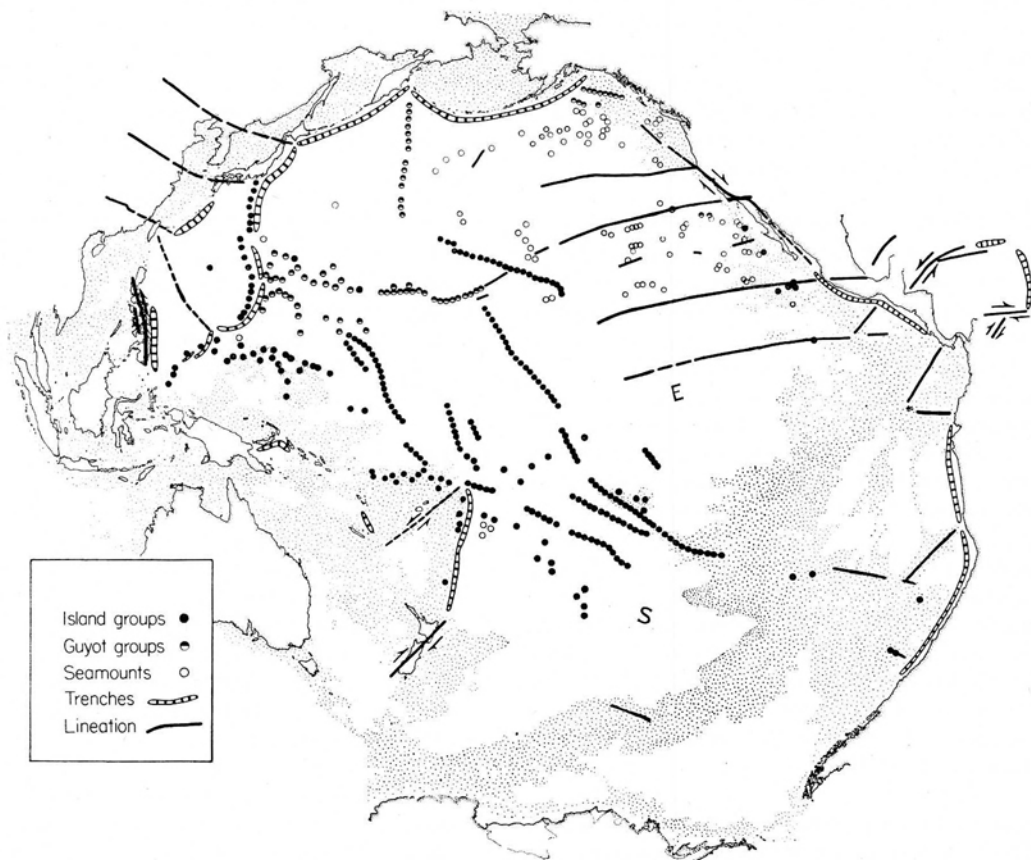 E
S
Island groups
Guyot groups
Seamounts
Trenches
Lineation